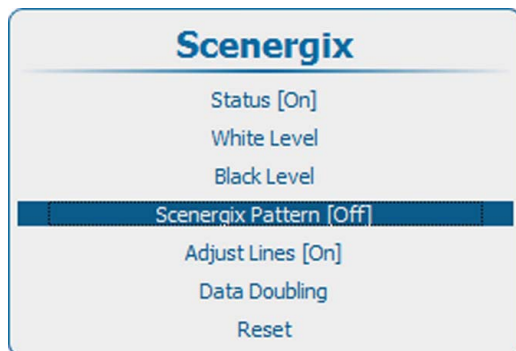 Scenergix
Status [On]
White Level
Black Level
Scenergix Pattern [Off]
Adjust Lines [On]
Data Doubling
Reset